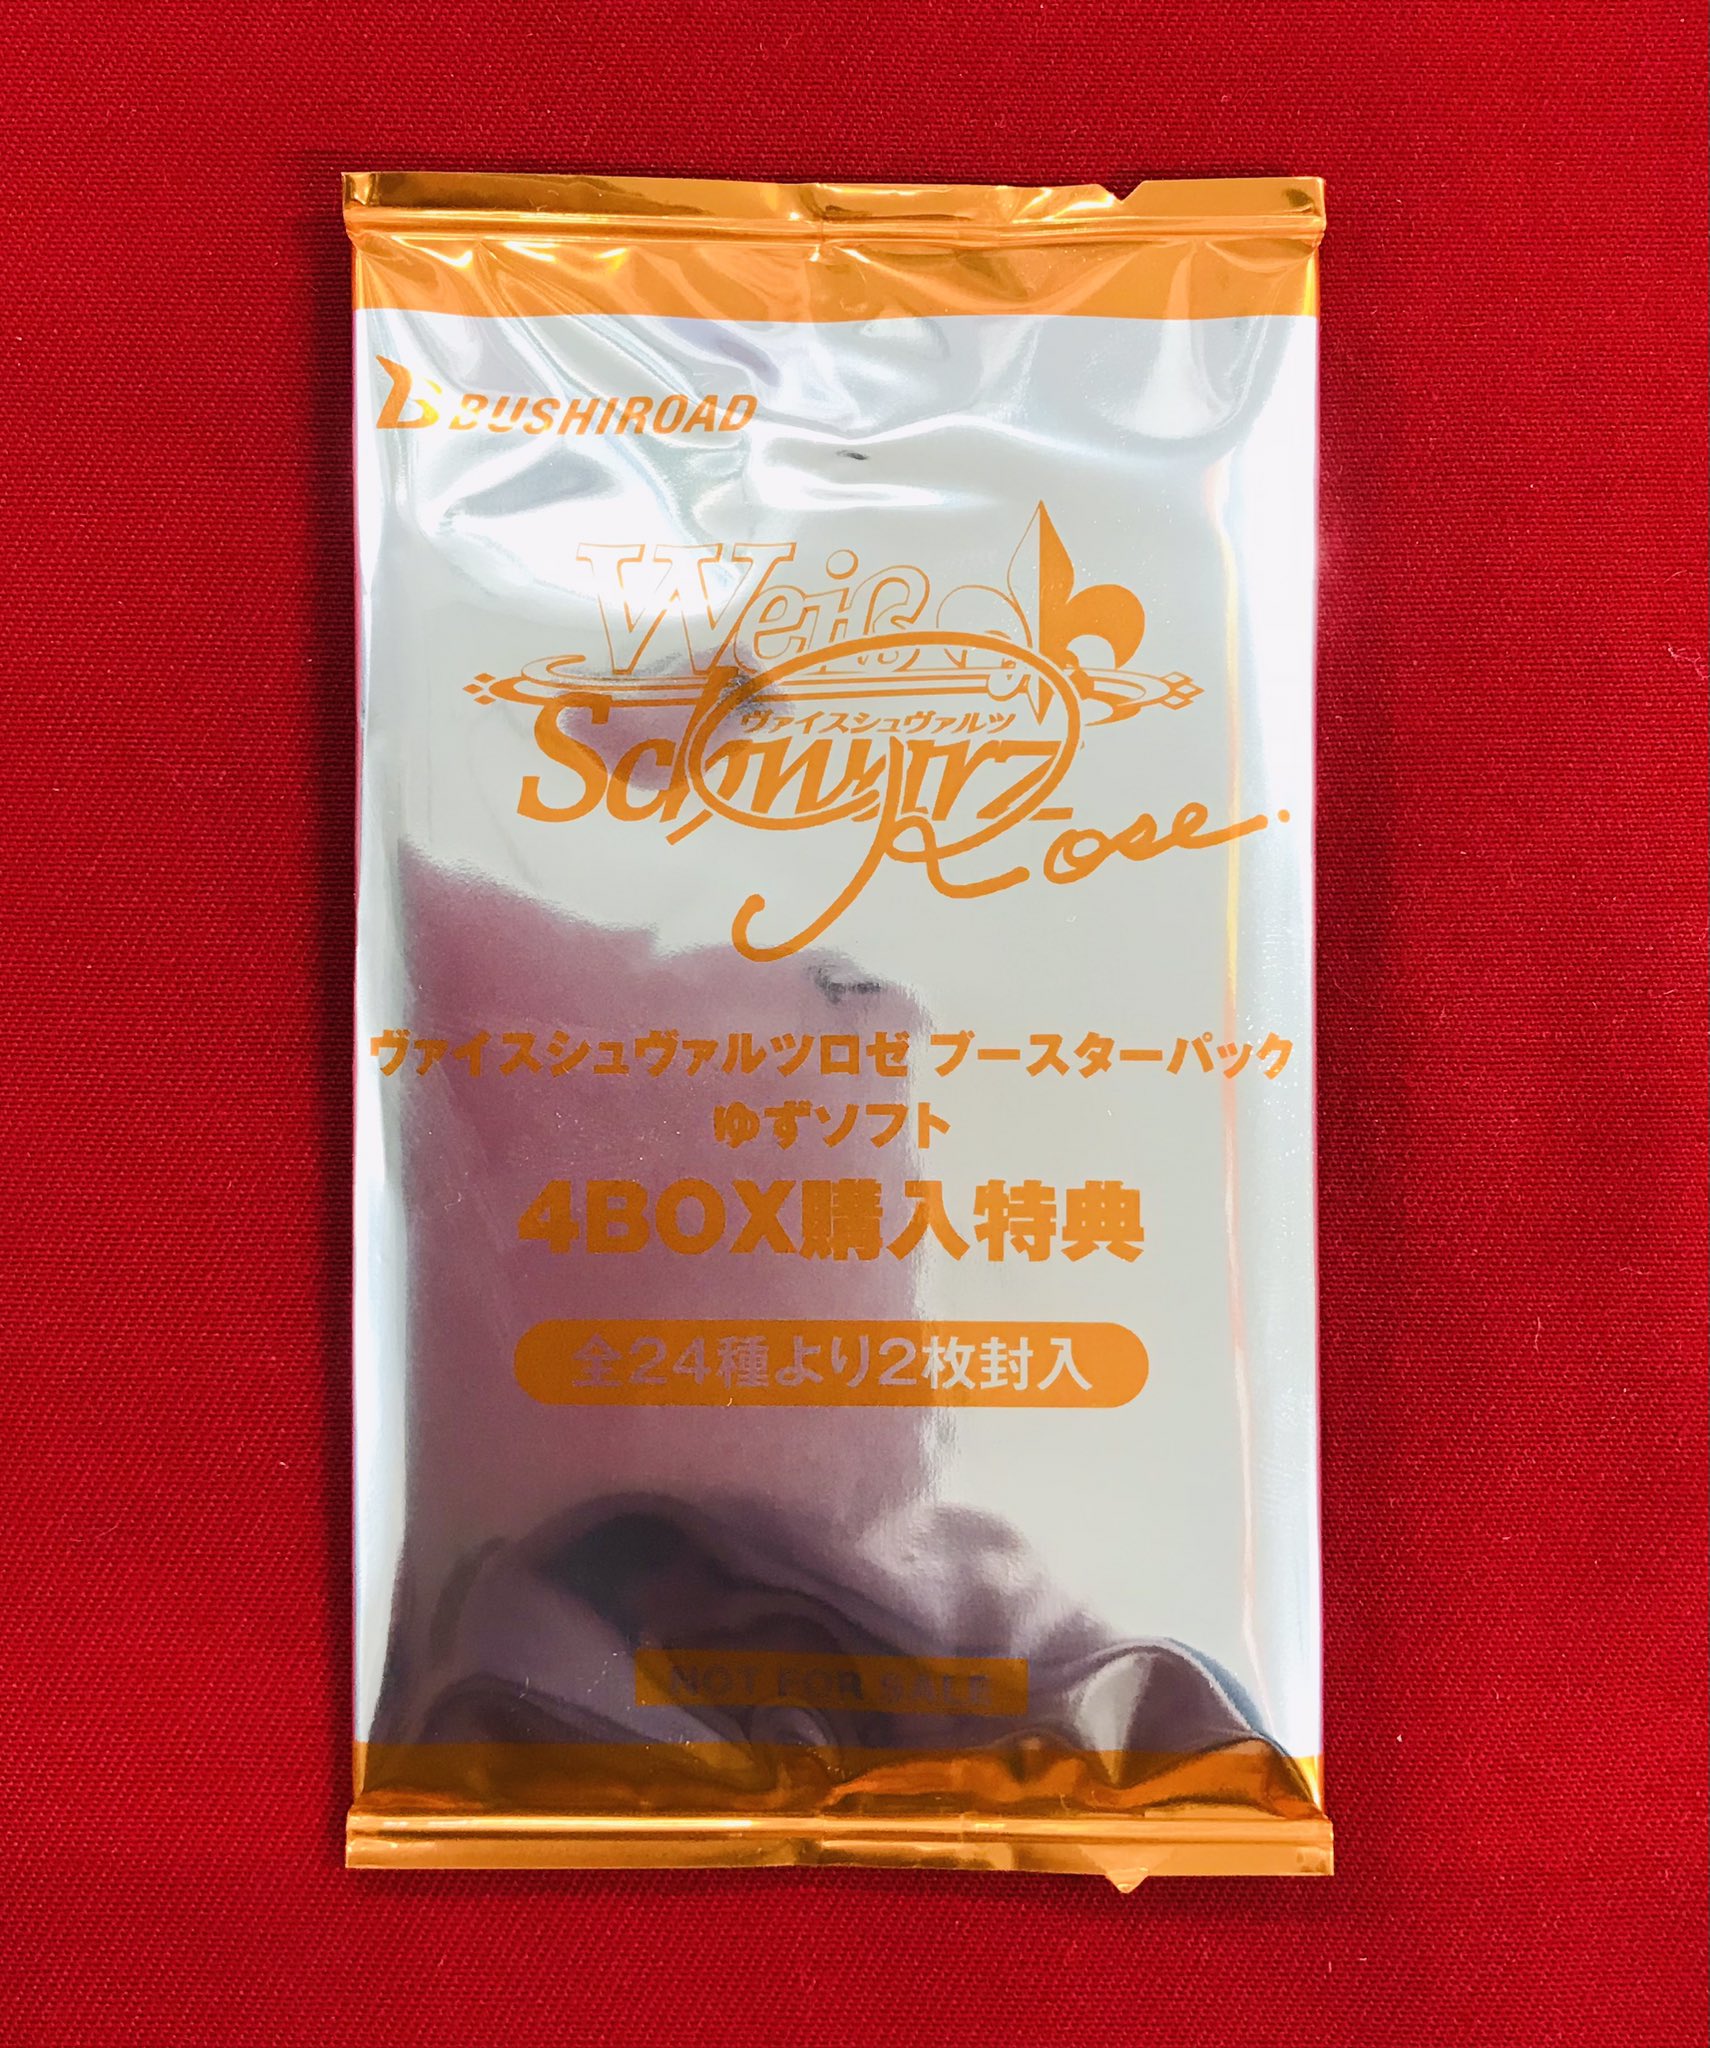 BUSHIROAD
Weiß
Schwarz
ヴァイスシュヴァルツ
Rose
ヴァイスシュヴァルツロゼ ブースターパック
ゆずソフト
4BOX購入特典
全24種より2枚封入
NOT FOR SALE